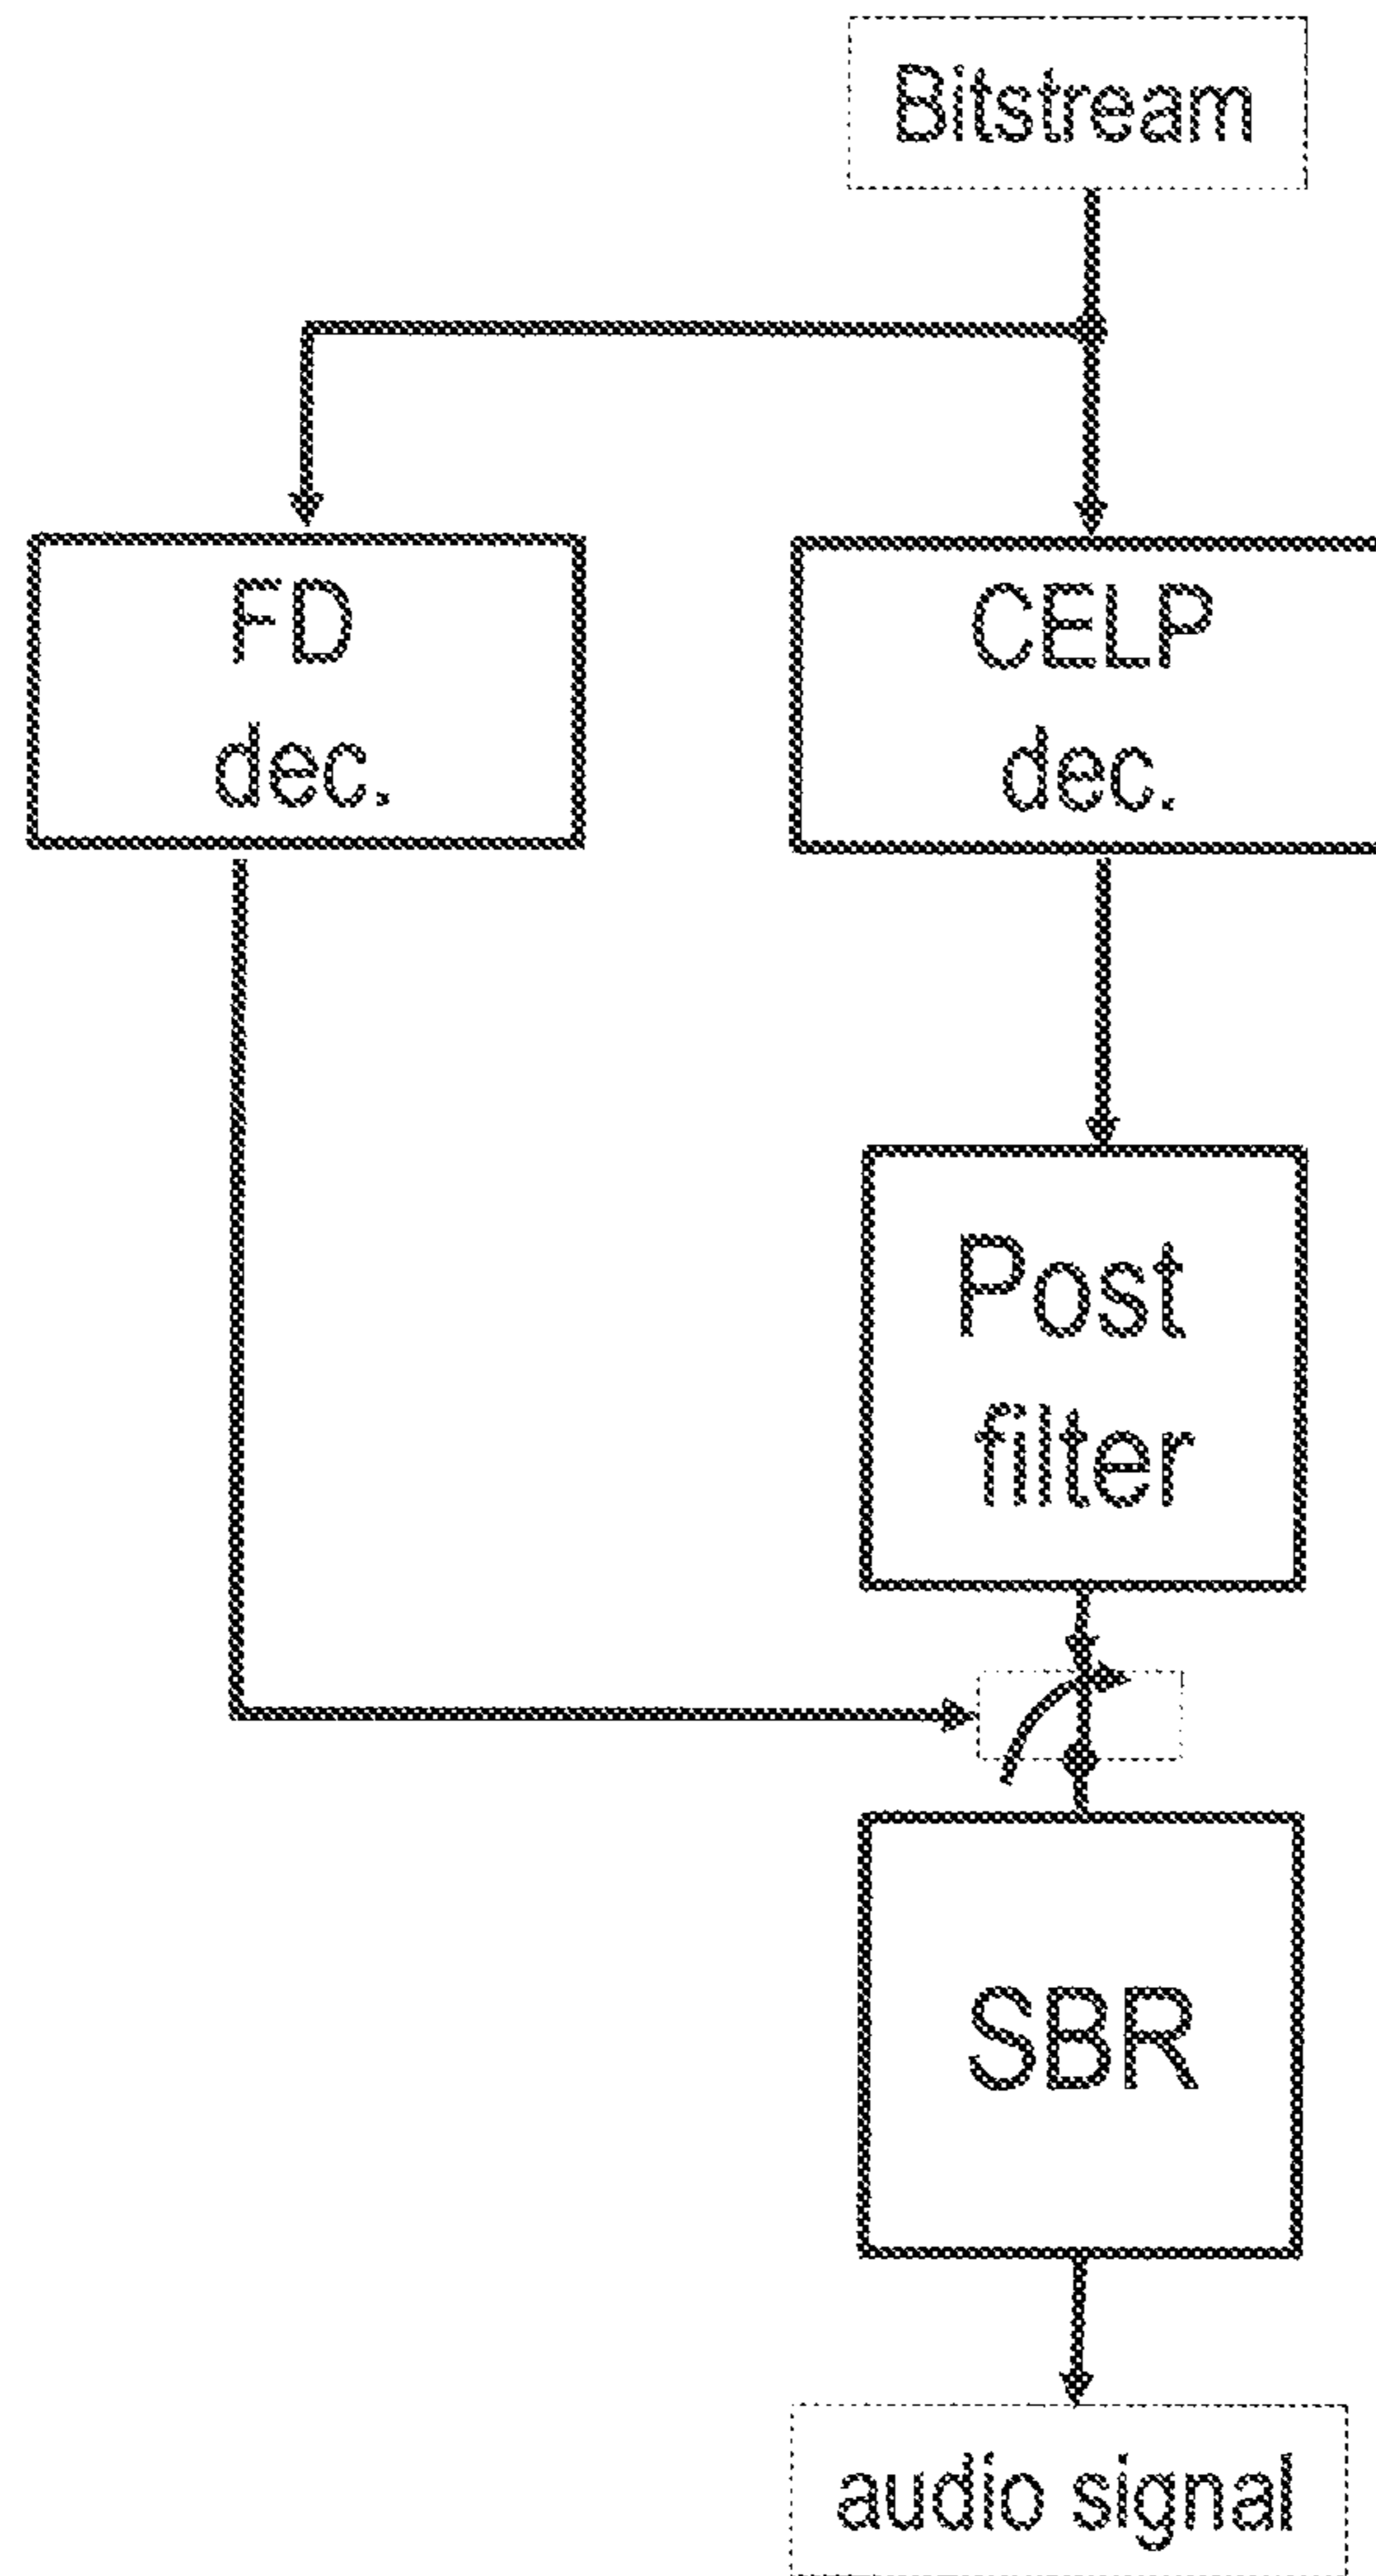 Bitstream
FD
dec.
CELP
dec.
Post
filter
SBR
audio signal